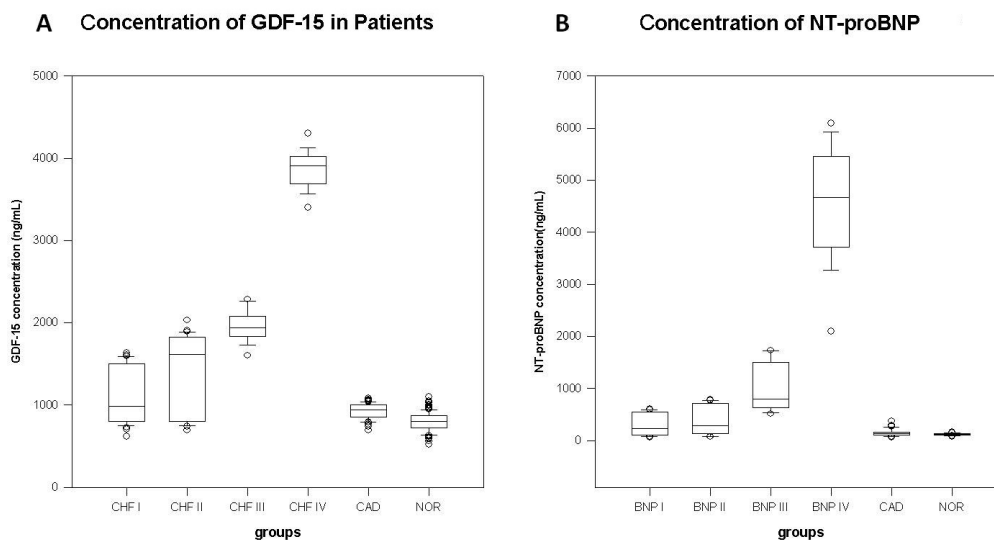 A Concentration of GDF-15 in Patients
GDF-15 concentration (ng/mL)
5000
4000
3000
2000
1000
0
CHF I CHF II CHF III CHF IV CAD NOR
groups
B Concentration of NT-proBNP
NT-proBNP concentration(ng/mL)
7000
6000
5000
4000
3000
2000
1000
0
BNP I BNP II BNP III BNP IV CAD NOR
groups